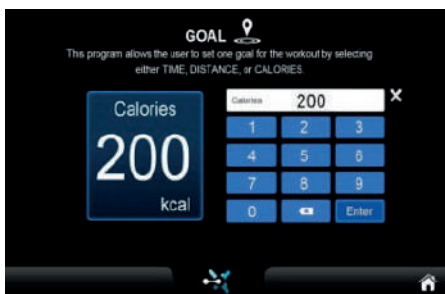 GOAL
This program allows the user to set one goal for the workout by selecting
either TIME, DISTANCE, or CALORIES.
Calories
200
kcal
Calories 200 X
1 2 3
4 5 6
7 8 9
0 Enter